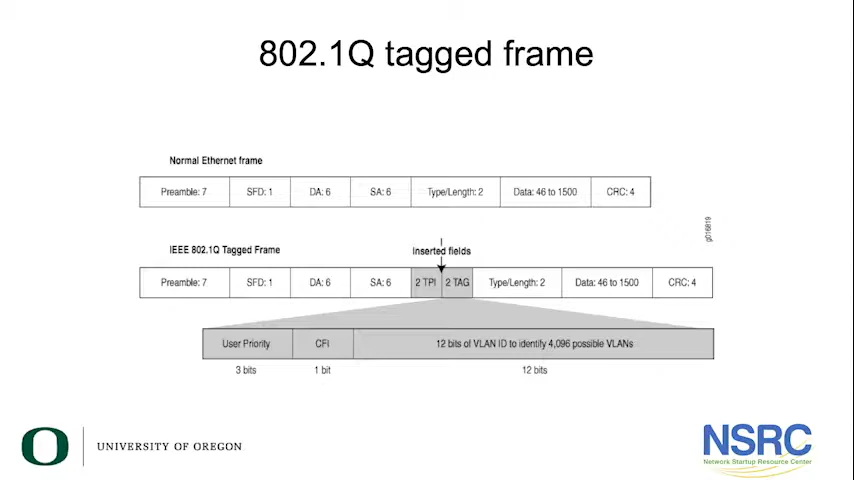 802.1Q tagged frame
Normal Ethernet frame
Preamble: 7 SFD: 1 DA: 6 SA: 6 Type/Length: 2 Data: 46 to 1500 CRC: 4
g016819
IEEE 802.1Q Tagged Frame Inserted fields
Preamble: 7 SFD: 1 DA: 6 SA: 6 2 TPI 2 TAG Type/Length: 2 Data: 46 to 1500 CRC: 4
User Priority CFI 12 bits of VLAN ID to identify 4,096 possible VLANs
3 bits 1 bit 12 bits
O UNIVERSITY OF OREGON
NSRC
Network Startup Resource Center